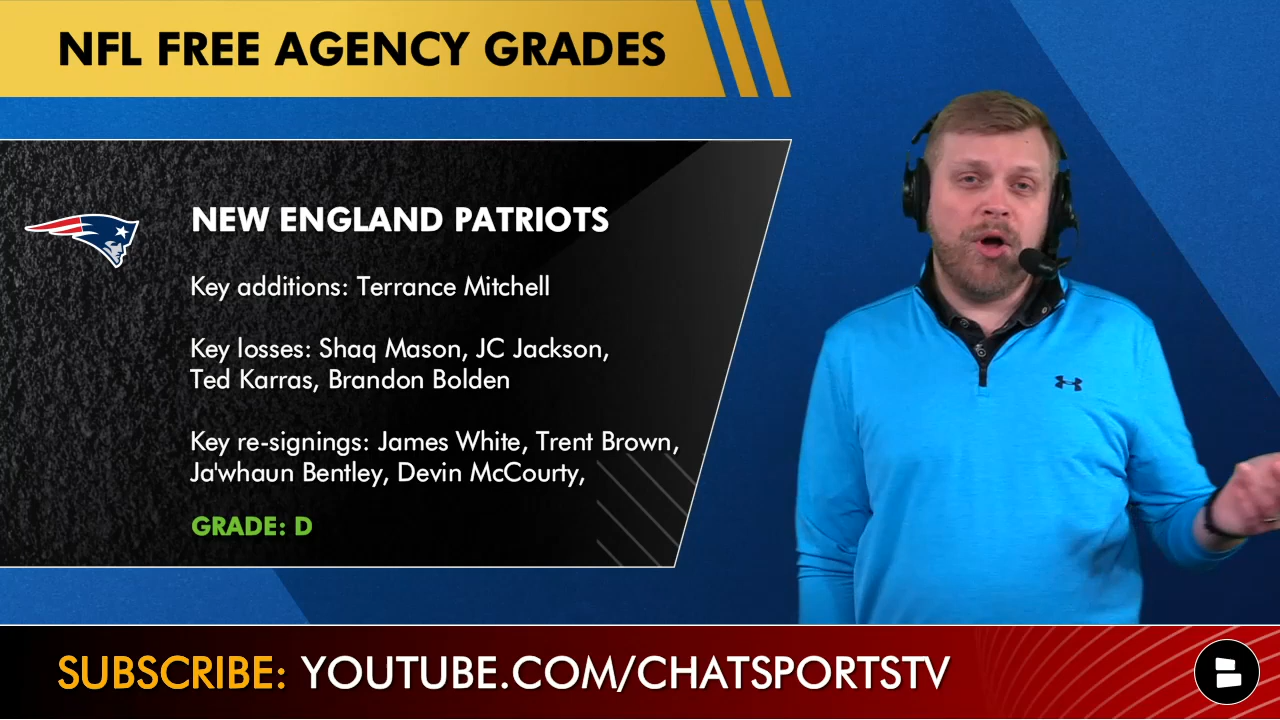 NFL FREE AGENCY GRADES
NEW ENGLAND PATRIOTS
Key additions: Terrance Mitchell
Key losses: Shaq Mason, JC Jackson,
Ted Karras, Brandon Bolden
Key re-signings: James White, Trent Brown,
Ja'whaun Bentley, Devin McCourty,
GRADE: D
SUBSCRIBE: YOUTUBE.COM/CHATSPORTSTV